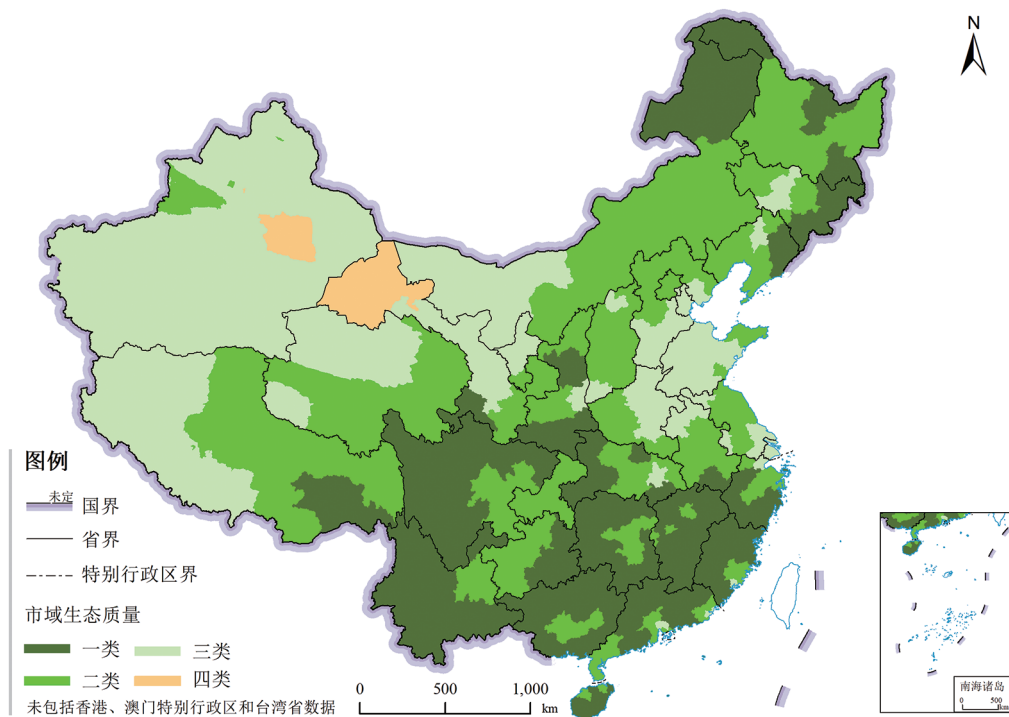 N
图例
未定
国界
省界
特别行政区界
市域生态质量
一类
三类
二类
四类
未包括香港、澳门特别行政区和台湾省数据
0 500 1,000
km
南海诸岛
0 500
km